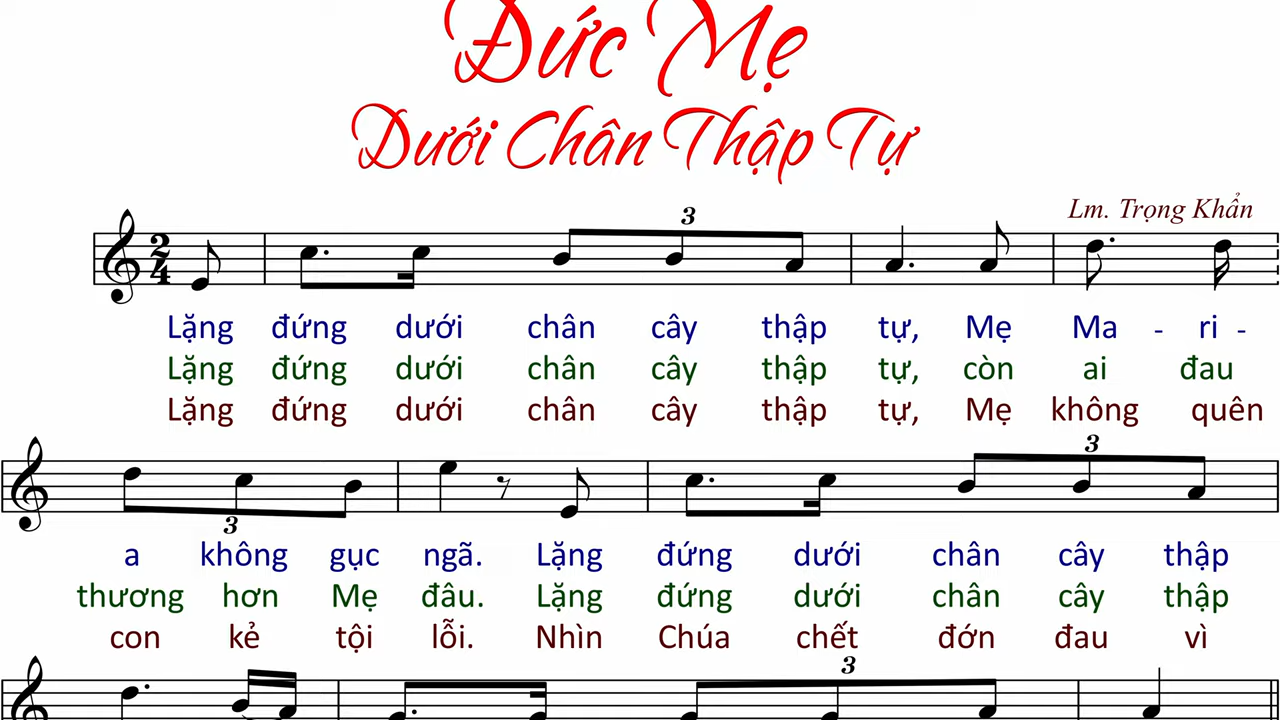 Đức Mẹ
Dưới Chân Thập Tự
Lm. Trọng Khẩn
3
2
4
Lặng đứng dưới chân cây thập tự, Mẹ Ma - ri -
Lặng đứng dưới chân cây thập tự, còn ai đau
Lặng đứng dưới chân cây thập tự, Mẹ không quên
3
3
a không gục ngã. Lặng đứng dưới chân cây thập
thương hơn Mẹ đâu. Lặng đứng dưới chân cây thập
con kẻ tội lỗi. Nhìn Chúa chết đớn đau vì
3